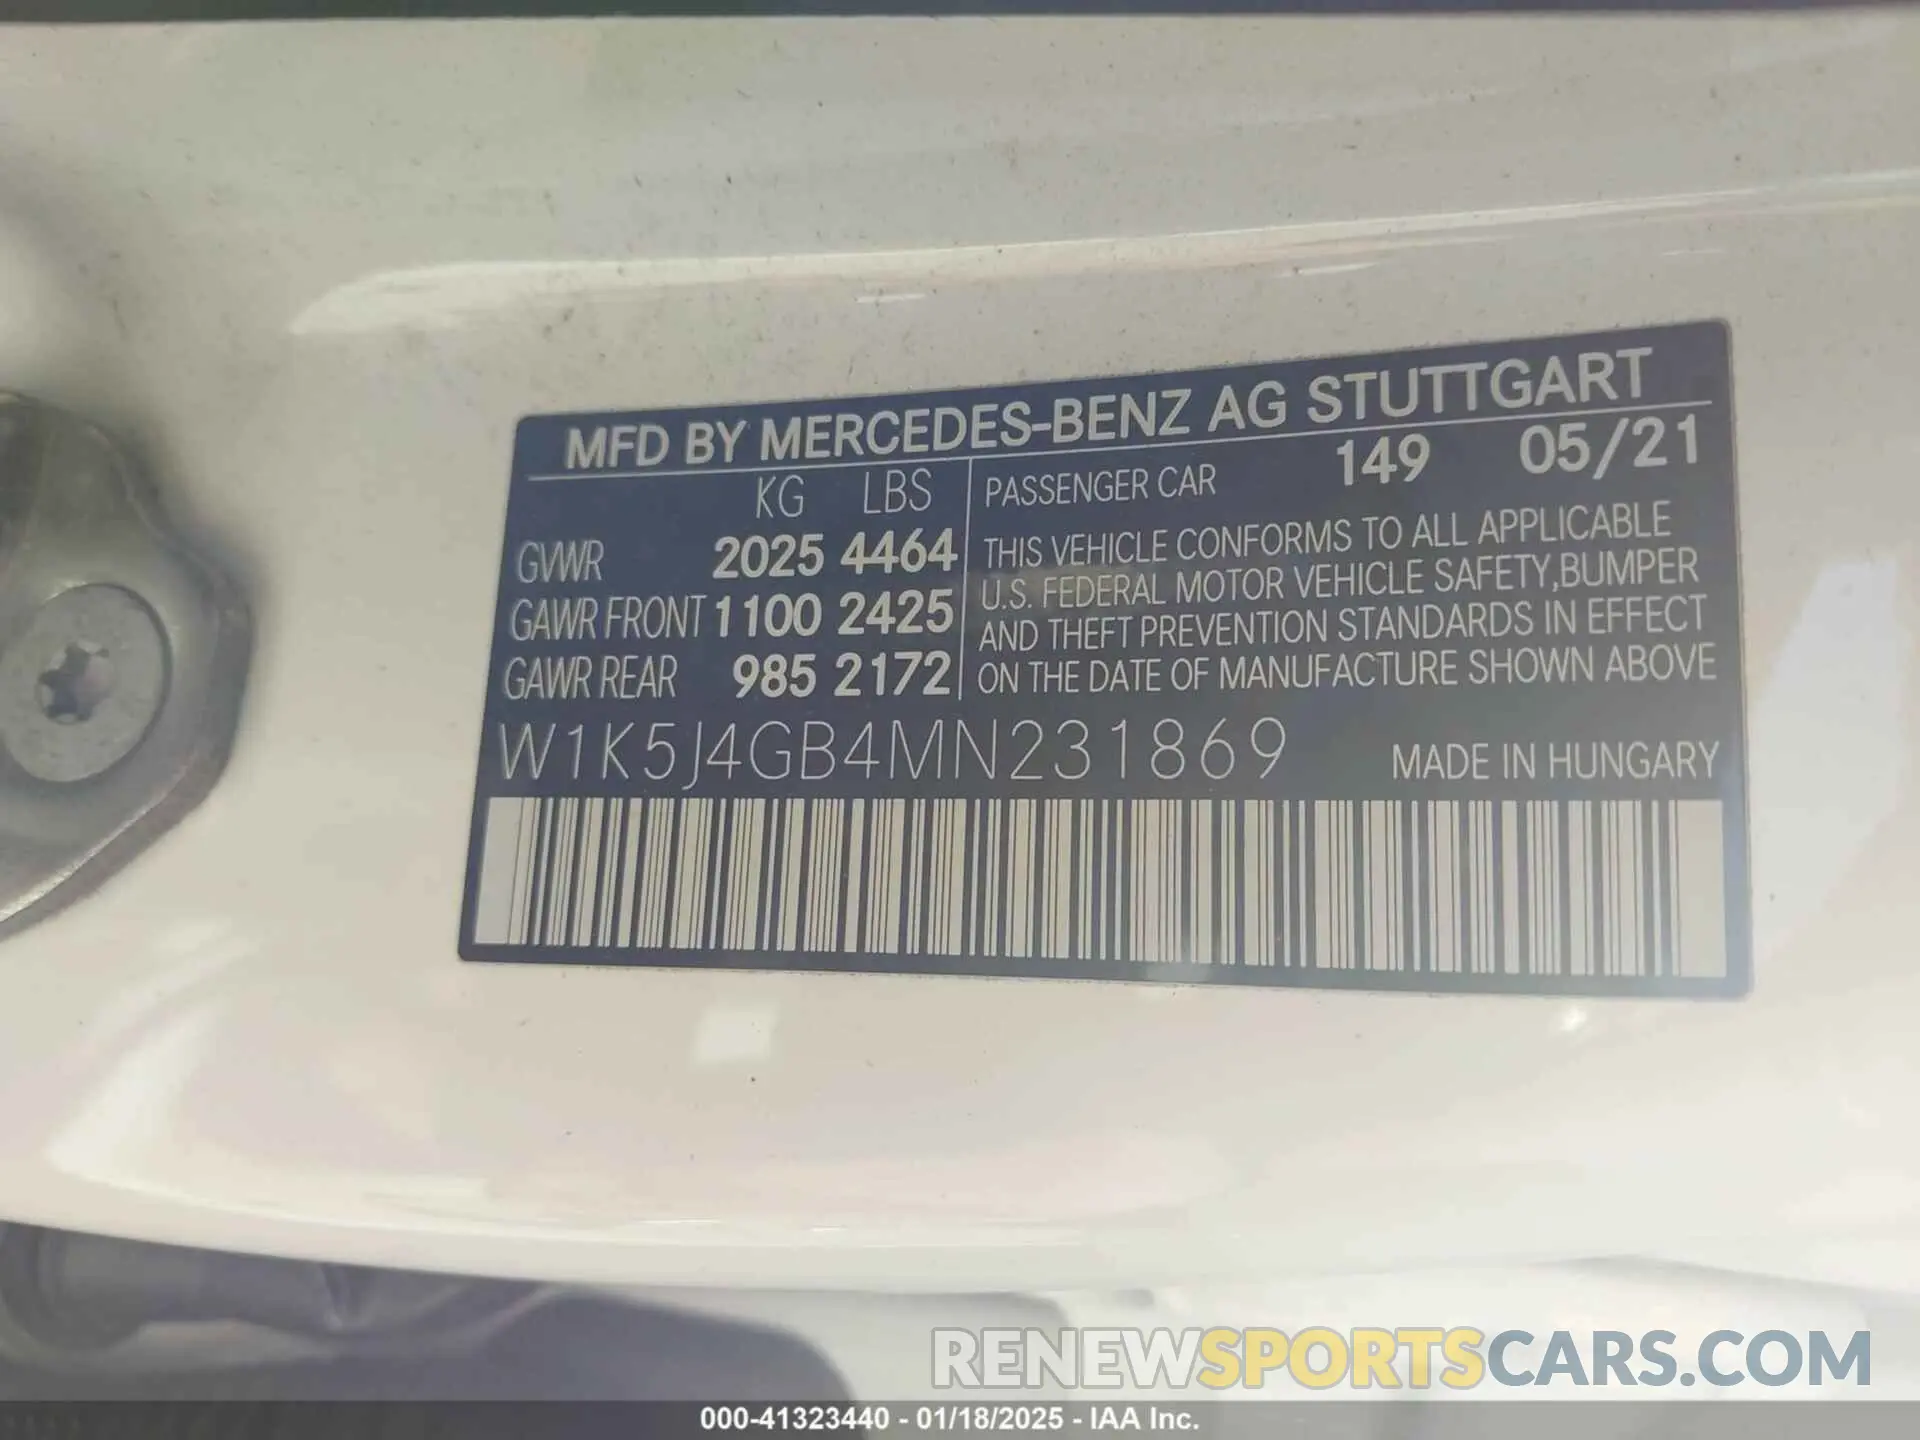 MFD BY MERCEDES-BENZ AG STUTTGART
KG LBS
GVWR 2025 4464
GAWR FRONT 1100 2425
GAWR REAR 985 2172
PASSENGER CAR 149 05/21
THIS VEHICLE CONFORMS TO ALL APPLICABLE
U.S. FEDERAL MOTOR VEHICLE SAFETY,BUMPER
AND THEFT PREVENTION STANDARDS IN EFFECT
ON THE DATE OF MANUFACTURE SHOWN ABOVE
W1K5J4GB4MN231869 MADE IN HUNGARY
RENEWSPORTSCARS.COM
000-41323440 - 01/18/2025 - IAA Inc.